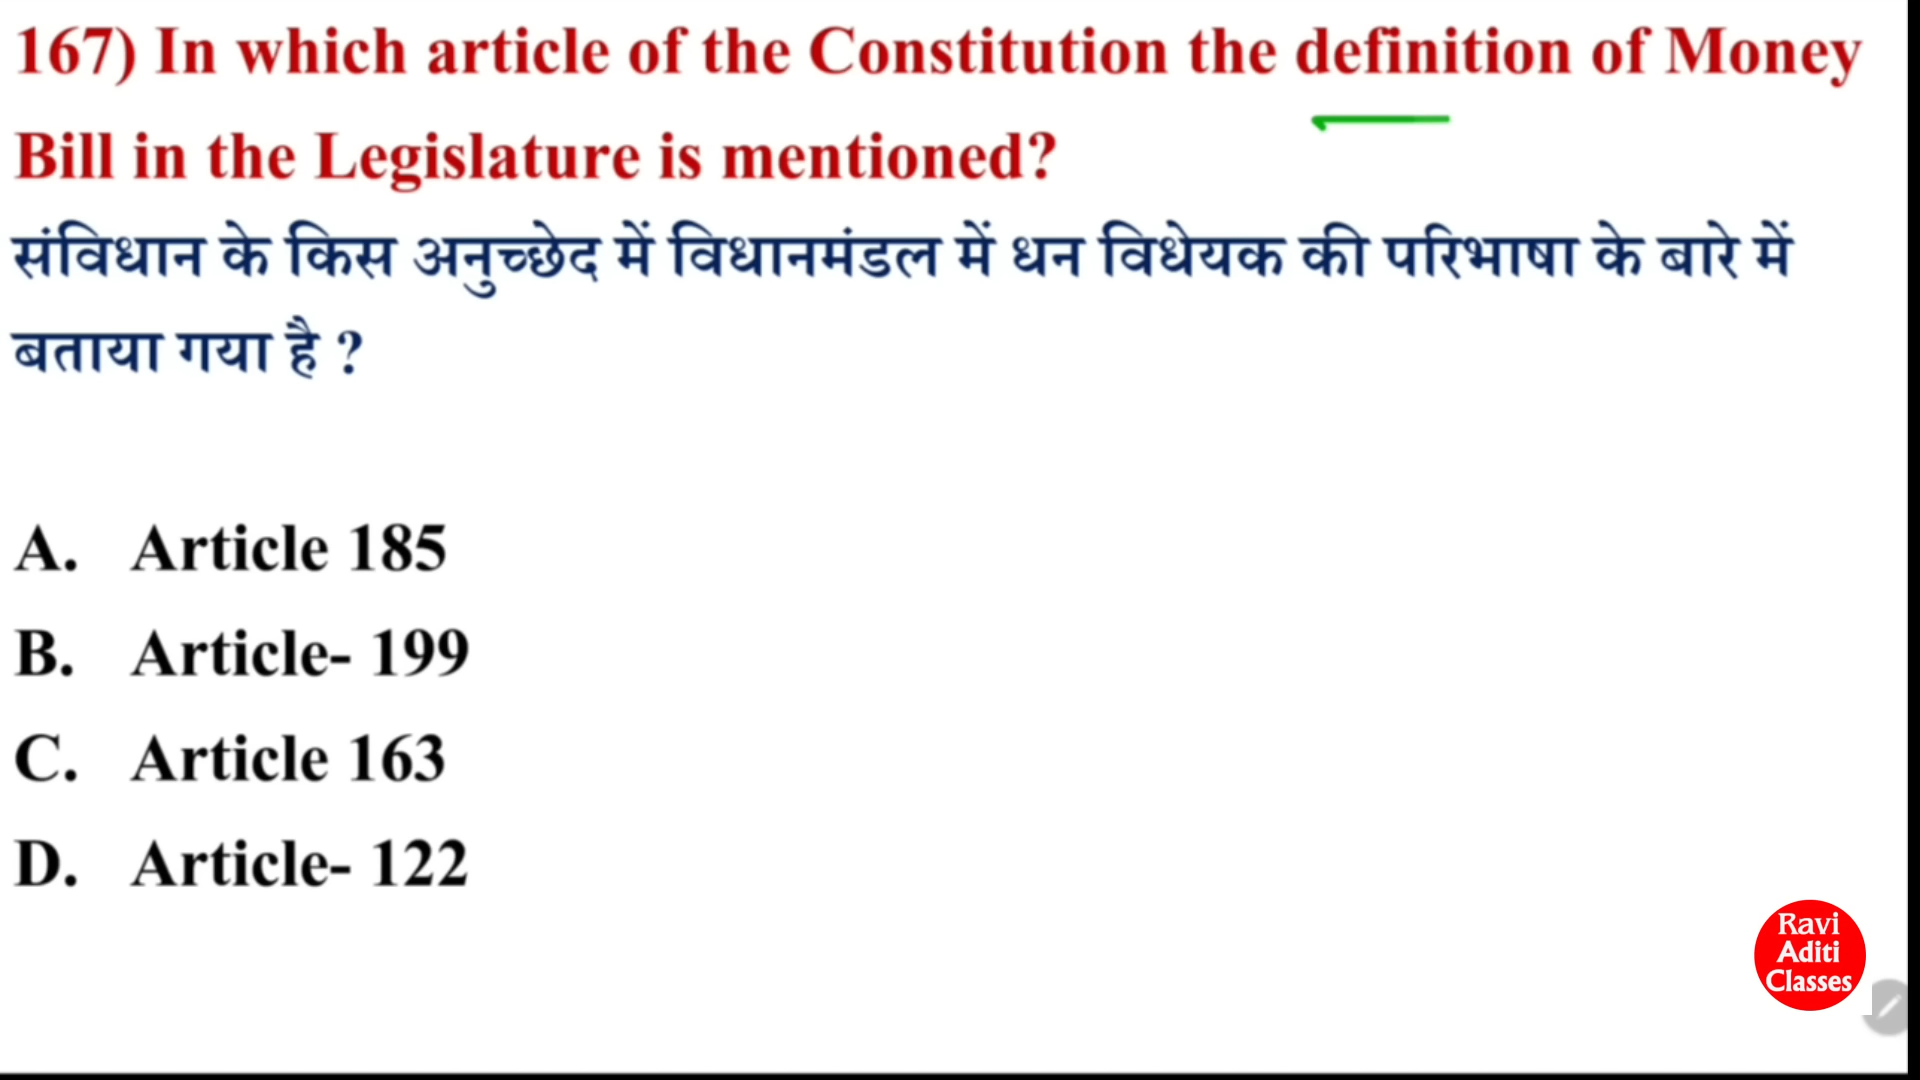 167) In which article of the Constitution the definition of Money
Bill in the Legislature is mentioned?
संविधान के किस अनुच्छेद में विधानमंडल में धन विधेयक की परिभाषा के बारे में
बताया गया है ?
A. Article 185
B. Article- 199
C. Article 163
D. Article- 122
Ravi
Aditi
Classes